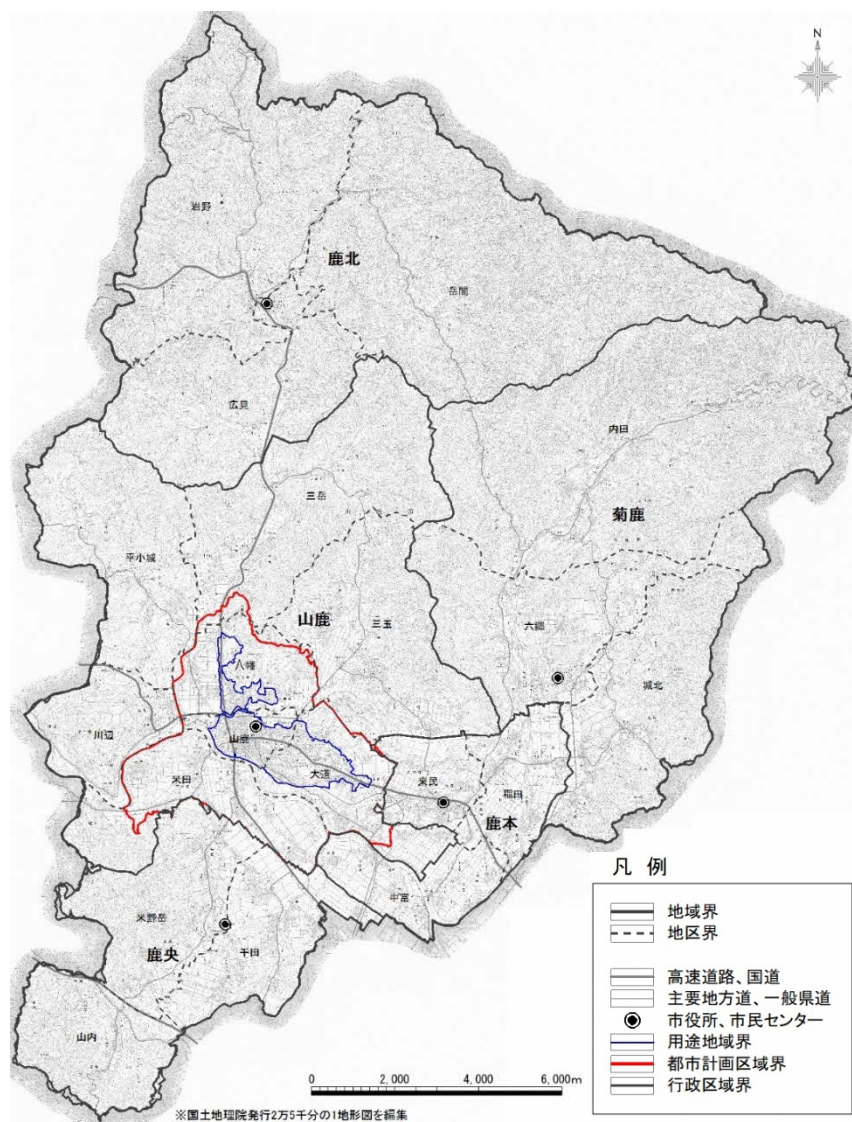 N
岩野
鹿北
岳間
広見
内田
三岳
菊鹿
平小城
山鹿
三玉
六郷
八幡
城北
川辺
山鹿
米田
大道
来民
稲田
鹿本
中富
米野岳
鹿央
千田
山内
凡 例
地域界
地区界
高速道路、国道
主要地方道、一般県道
市役所、市民センター
用途地域界
都市計画区域界
行政区域界
0 2,000 4,000 6,000m
※国土地理院発行2万5千分の1地形図を編集